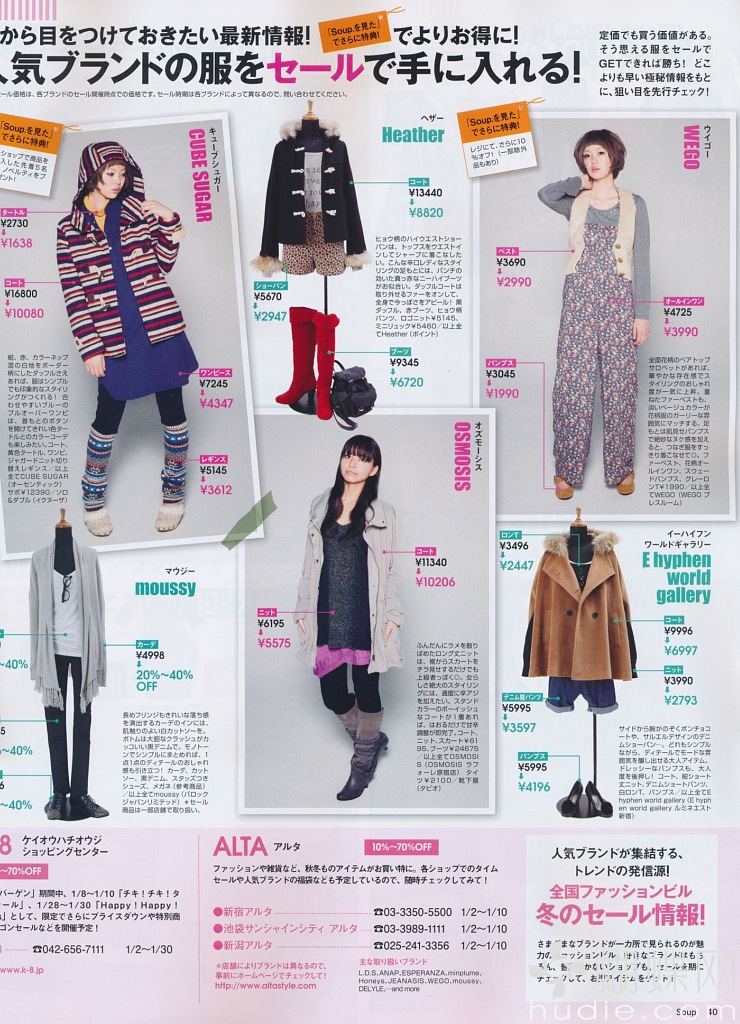 から目をつけておきたい最新情報!
「Soup.を見た」
でさらに特典!
でよりお得に!
人気ブランドの服をセールで手に入れる!
セール価格は、各ブランドのセール開催時点での価格です。セール時期は各ブランドによって異なるので、問い合わせてください。
定価でも買う価値がある。
そう思える服をセールで
GETできれば勝ち! どこ
よりも早い極秘情報をもと
に、狙い目を先行チェック!
「Soup.を見た」
でさらに特典!
キューブシュガー
CUBE SUGAR
タートル
¥2730
¥1638
コート
¥16800
¥10080
ワンピース
¥7245
¥4347
レギンス
¥5145
¥3612
紺、赤、カラーネップ
混の白地をボーダー
柄にしたダッフルさえ
あれば、服はシンプル
でも印象的なスタイリ
ングがつくれる! 合
わせやすいブルーのプ
ルオーバーワンピ
は、首もとのボタン
を開けてきれい色ター
トルとのカラーコーデ
も楽しみたい。コート、
黄色タートル、ワンピ、
ジャガードニット切り
替えレギンス/以上
全てCUBE SUGAR
(オーセンティック)
サボ¥12390/ソロ
&ダブル(イクヌーザ)
ヘザー
Heather
コート
¥13440
¥8820
ショーパン
¥5670
¥2947
ブーツ
¥9345
¥6720
ヒョウ柄のハイウエストショー
パンは、トップスをウエストイ
ンしてシャープに着こなした
い。こんな辛口レディなスタイ
リングの足もとには、パンチの
効いた真っ赤なニーハイブーツ
がお似合い。ダッフルコートは
取り外せるファーをオンして、
全身で今っぽさをアピール! 黒
ダッフル、赤ブーツ、ヒョウ柄
パンツ、ロゴニット¥5145、
ミニリュック¥5460/以上全
てHeather(ポイント)
「Soup.を見た」
でさらに特典!
レジにて、さらに10
%オフ!(一部除外
品もあり)
ウイゴー
WEGO
ベスト
¥3690
¥2990
オールインワン
¥4725
¥3990
パンプス
¥3045
¥1990
全面花柄のベアトップ
サロペットがあれば、
華やかな存在感でス
タイリングのおしゃれ
度が一気に上昇。重
ねたファーベストも、
淡いベージュカラーが
花柄服のガーリーな雰
囲気にマッチする。足
もとは肌見せパンプス
で絶妙なヌケ感を加え
ると、つなぎ服をすっ
きり着こなせて◎。フ
ァーベスト、花柄オー
ルインワン、スウェー
ドパンプス、グレーロ
ンT¥1990/以上全
てWEGO(WEGO プ
レスルーム)
オズモーシス
OSMOSIS
コート
¥11340
¥10206
ニット
¥6195
¥5575
ふんだんにラメを散り
ばめたロング丈ニット
は、裾からスカートを
チラ見せするだけでも
上級者っぽく◎。女ら
しさ絶大のスタイリン
グには、適度に辛アジ
を加えたい。スタンド
カラーのボーイッシュ
なコートが1着あれ
ば、はおるだけで甘辛
調整が即完了。コート、
ニット、スカート¥61
95、ブーツ¥24675
/以上全てOSMOSI
S(OSMOSIS ラフ
ォーレ原宿店) タイ
ツ¥2100/靴下屋
(タビオ)
マウジー
moussy
カーデ
¥4998
20%~40%
OFF
~40%
~40%
長めフリンジもきれいな落ち感
を演出するカーデのインには、
肌触りのよい白カットソーを。
ボトムは大胆なクラッシュがカ
ッコいい黒デニムで。モノトー
ンでシンプルにまとめれば、1
点1点のディテールのおしゃれ
感も引き立つ! カーデ、カット
ソー、黒デニム、スタッズつき
シューズ、メガネ(参考商品)
/以上全てmoussy(バロック
ジャパンリミテッド) *セール
商品は一部店舗で取り扱い。
イーハイフン
ワールドギャラリー
E hyphen
world
gallery
ロンT
¥3496
¥2447
コート
¥9996
¥6997
ニット
¥3990
¥2793
デニム短パンツ
¥5995
¥3597
パンプス
¥5995
¥4196
サイドから腕がのぞくポンチョコ
ートや、サルエルデザインのデニ
ムショーパン…。どれもシンプルな
がら、ディテールでモードな雰
囲気を醸し出せる大人アイテム。
ドレッシーなパンプスも、大人
度を後押し! コート、紺ショート
丈ニット、デニムショートパンツ、
白ロンT、パンプス/以上全てE
hyphen world gallery(E hyph
en world gallery ルミネエスト
新宿)
8 ケイオウハチオウジ
ショッピングセンター
~70%OFF
バーゲン」期間中、1/8~1/10「チキ!チキ!タ
ール」、1/28~1/30「Happy!Happy!
」として、限定でさらにプライスダウンや特別商
ゴンセールなどを開催予定!
☎042-656-7111 1/2~1/30
www.k-8.jp
ALTA アルタ
10%~70%OFF
ファッションや雑貨など、秋冬ものアイテムがお買い特に。各ショップでのタイム
セールや人気ブランドの福袋なども予定しているので、随時チェックしてみて!
●新宿アルタ ☎03-3350-5500 1/2~1/10
●池袋サンシャインシティ アルタ ☎03-3989-1111 1/2~1/10
●新潟アルタ ☎025-241-3356 1/2~1/10
*店舗によりブランドは異なるので、
事前にホームページでチェックして!
http://www.altastyle.com
主な取り扱いブランド
L.D.S.ANAP、ESPERANZA、minplume、
Honeys、JEANASIS、WEGO、moussy、
DELYLE、…and more
人気ブランドが集結する、
トレンドの発信源!
全国ファッションビル
冬のセール情報!
さまざまなブランドが一カ所で見られるのが魅
力のファッションビル。
チェックして、お
Soup. 40
hudie.com